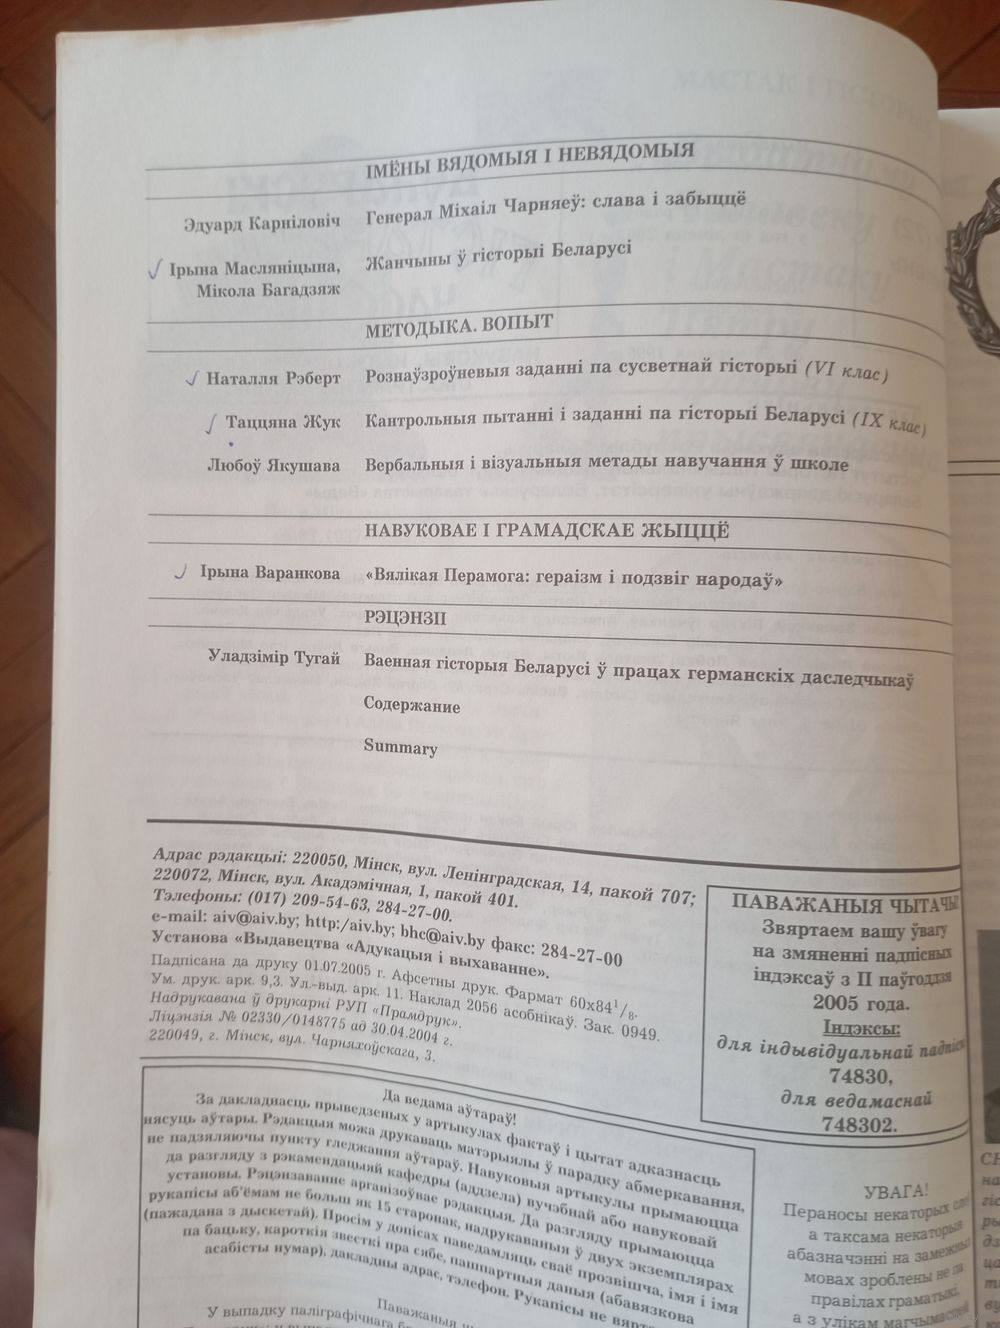 ІМЁНЫ ВЯДОМЫЯ І НЕВЯДОМЫЯ
Эдуард Карніловіч Генерал Міхаіл Чарняеў: слава і забыццё
Ірына Масляніцына, Жанчыны ў гісторыі Беларусі
Мікола Багадзяж
МЕТОДЫКА. ВОПЫТ
Наталля Рэберт Рознаўзроўневыя заданні па сусветнай гісторыі (VI клас)
Таццяна Жук Кантрольныя пытанні і заданні па гісторыі Беларусі (IX клас)
Любоў Якушава Вербальныя і візуальныя метады навучання ў школе
НАВУКОВАЕ І ГРАМАДСКАЕ ЖЫЦЦЁ
Ірына Варанкова «Вялікая Перамога: гераізм і подзвіг народаў»
РЭЦЭНЗІІ
Уладзімір Тугай Ваенная гісторыя Беларусі ў працах германскіх даследчыкаў
Содержание
Summary
Адрас рэдакцыі: 220050, Мінск, вул. Ленінградская, 14, пакой 707;
220072, Мінск, вул. Акадэмічная, 1, пакой 401.
Тэлефоны: (017) 209-54-63, 284-27-00.
e-mail: aiv@aiv.by; http:/aiv.by; bhc@aiv.by факс: 284-27-00
Установа «Выдавецтва «Адукацыя і выхаванне».
Падпісана да друку 01.07.2005 г. Афсетны друк. Фармат 60x84¹/₈.
Ум. друк. арк. 9,3. Ул.-выд. арк. 11. Наклад 2056 асобнікаў. Зак. 0949.
Надрукавана ў друкарні РУП «Прамдрук».
Ліцэнзія № 02330/0148775 ад 30.04.2004 г.
220049, г. Мінск, вул. Чарняхоўскага, 3.
ПАВАЖАНЫЯ ЧЫТАЧЫ
Звяртаем вашу ўвагу
на змяненні падпісных
індэксаў з II паўгоддзя
2005 года.
Індэксы:
для індывідуальнай падпіск
74830,
для ведамаснай
748302.
Да ведама аўтараў!
За дакладнасць прыведзеных у артыкулах фактаў і цытат адказнасць
нясуць аўтары. Рэдакцыя можа друкаваць матэрыялы ў парадку абмеркавання,
не падзяляючы пункту гледжання аўтараў. Навуковыя артыкулы прымаюцца
да разгляду з рэкамендацыяй кафедры (аддзела) вучэбнай або навуковай
установы. Рэцэнзаванне арганізоўвае рэдакцыя. Да разгляду прымаюцца
рукапісы аб'ёмам не больш як 15 старонак, надрукаваныя ў двух экземплярах
(пажадана з дыскетай). Просім у допісах паведамляць сваё прозвішча, імя і імя
па бацьку, кароткія звесткі пра сябе, пашпартныя даныя (абавязкова
асабісты нумар), дакладны адрас, тэлефон. Рукапісы не вярт
Паважаныя
У выпадку паліграфічнага
УВАГА!
Пераносы некаторых
а таксама некаторыя
абазначэнні на замежных
мовах зроблены не па
правілах граматыкі,
а з улікам магчымасцей